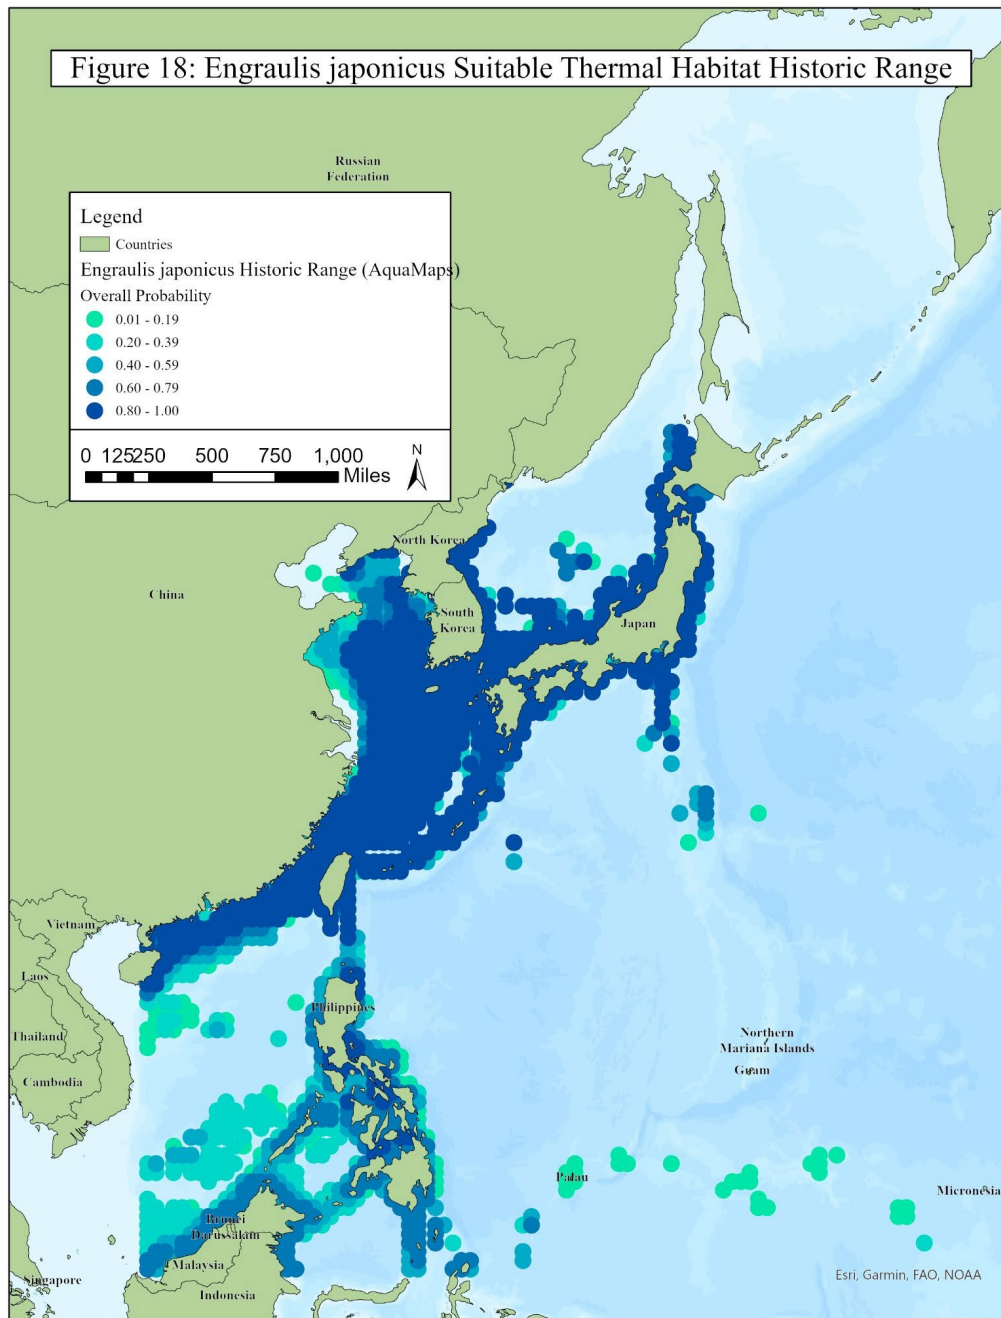 Figure 18: Engraulis japonicus Suitable Thermal Habitat Historic Range
Russian
Federation
Legend
Countries
Engraulis japonicus Historic Range (AquaMaps)
Overall Probability
0.01 - 0.19
0.20 - 0.39
0.40 - 0.59
0.60 - 0.79
0.80 - 1.00
0 125250 500 750 1,000
Miles
N
North Korea
China
South
Korea
Japan
Vietnam
Laos
Philippines
Thailand
Northern
Mariana Islands
Guam
Cambodia
Palau
Micronesia
Brunei
Darussalam
Malaysia
Singapore
Indonesia
Esri, Garmin, FAO, NOAA